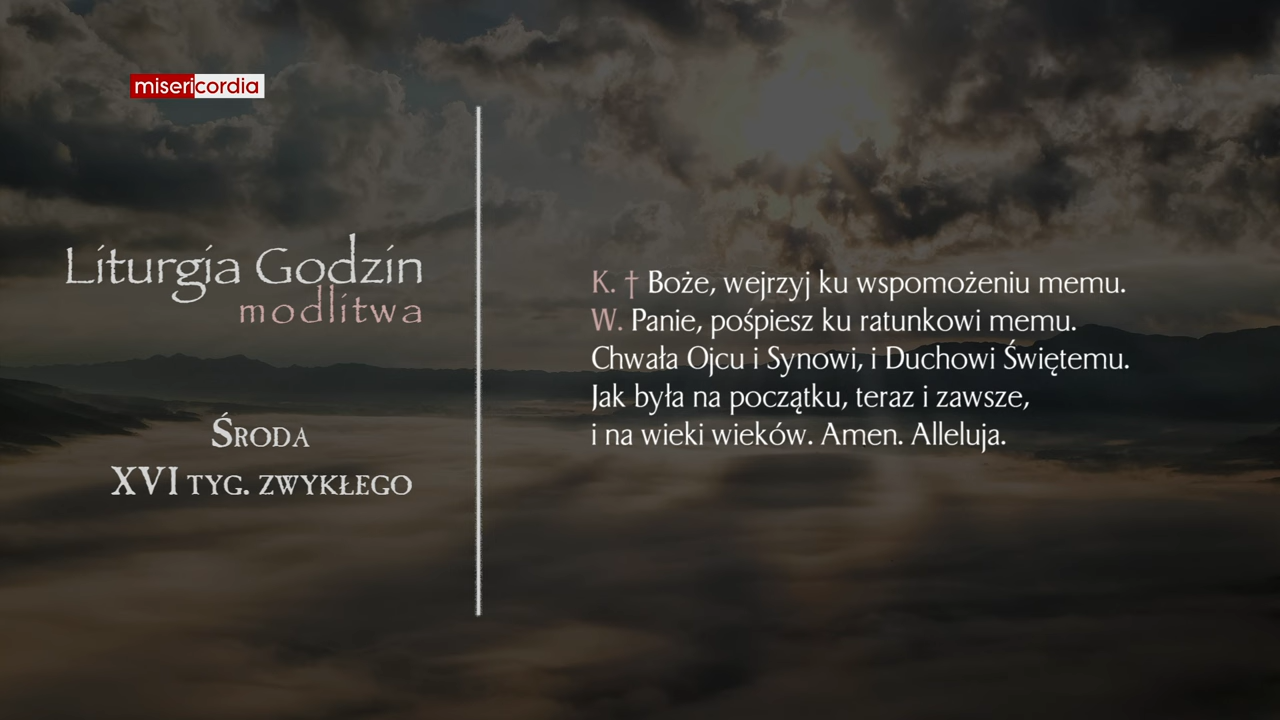 misericordia
Liturgia Godzin
modlitwa
Środa
XVI tyg. zwykłego
K. † Boże, wejrzyj ku wspomożeniu memu.
W. Panie, pośpiesz ku ratunkowi memu.
Chwała Ojcu i Synowi, i Duchowi Świętemu.
Jak była na początku, teraz i zawsze,
i na wieki wieków. Amen. Alleluja.